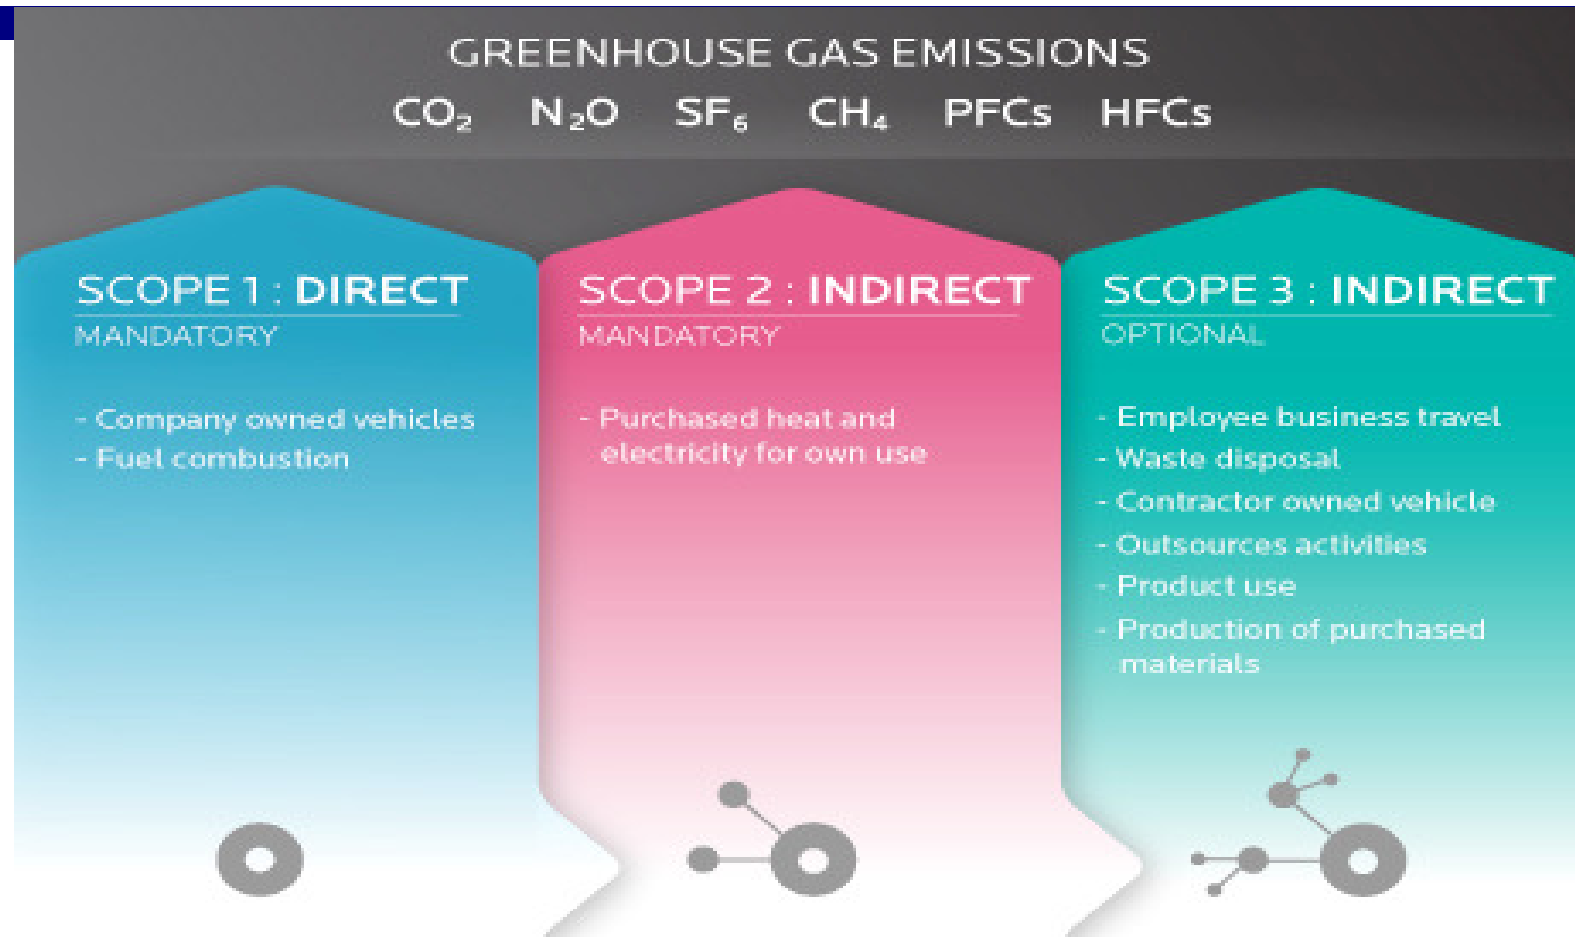 GREENHOUSE GAS EMISSIONS
CO₂ N₂O SF₆ CH₄ PFCs HFCs
SCOPE 1 : DIRECT
MANDATORY
- Company owned vehicles
- Fuel combustion
SCOPE 2 : INDIRECT
MANDATORY
- Purchased heat and
electricity for own use
SCOPE 3 : INDIRECT
OPTIONAL
- Employee business travel
- Waste disposal
- Contractor owned vehicle
- Outsources activities
- Product use
- Production of purchased
materials